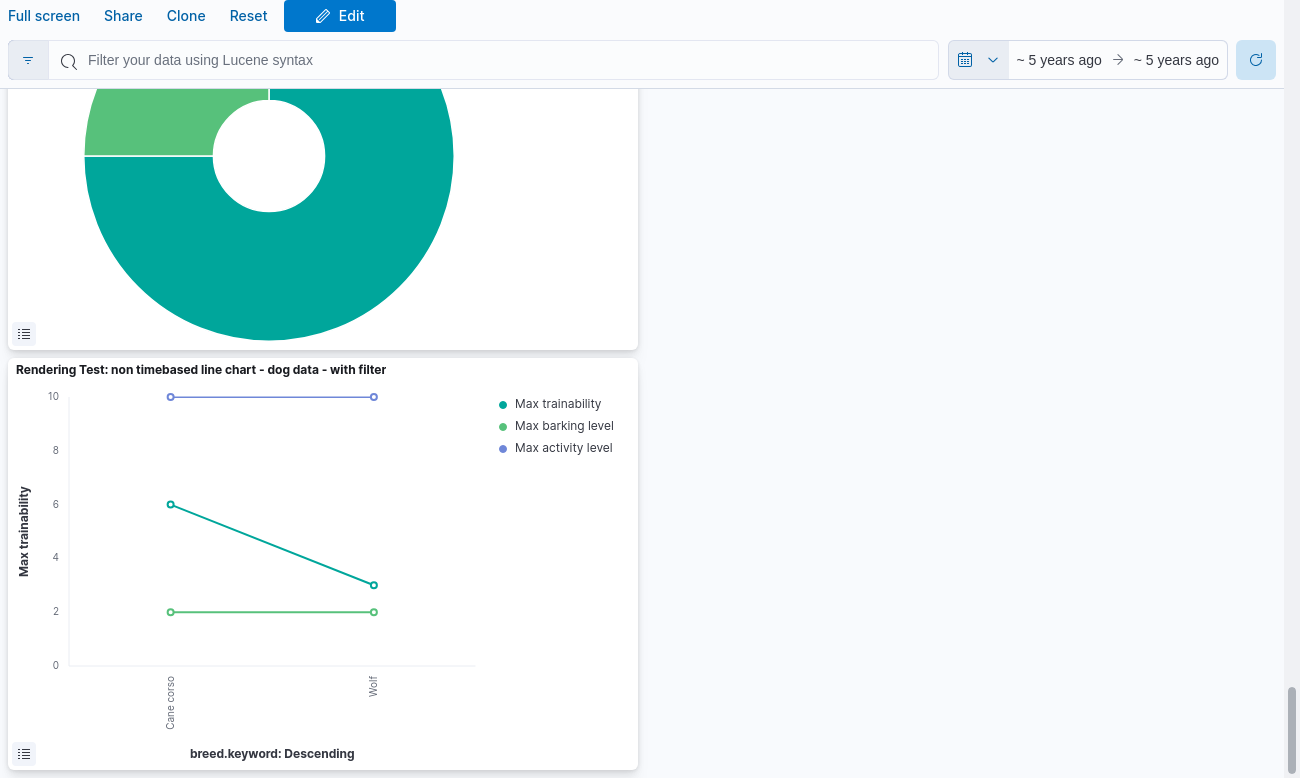 Full screen
Share
Clone
Reset
Edit
Filter your data using Lucene syntax
~ 5 years ago
~ 5 years ago
Rendering Test: non timebased line chart - dog data - with filter
10
8
6
4
2
0
Max trainability
Max trainability
Max barking level
Max activity level
Cane corso
Wolf
breed.keyword: Descending